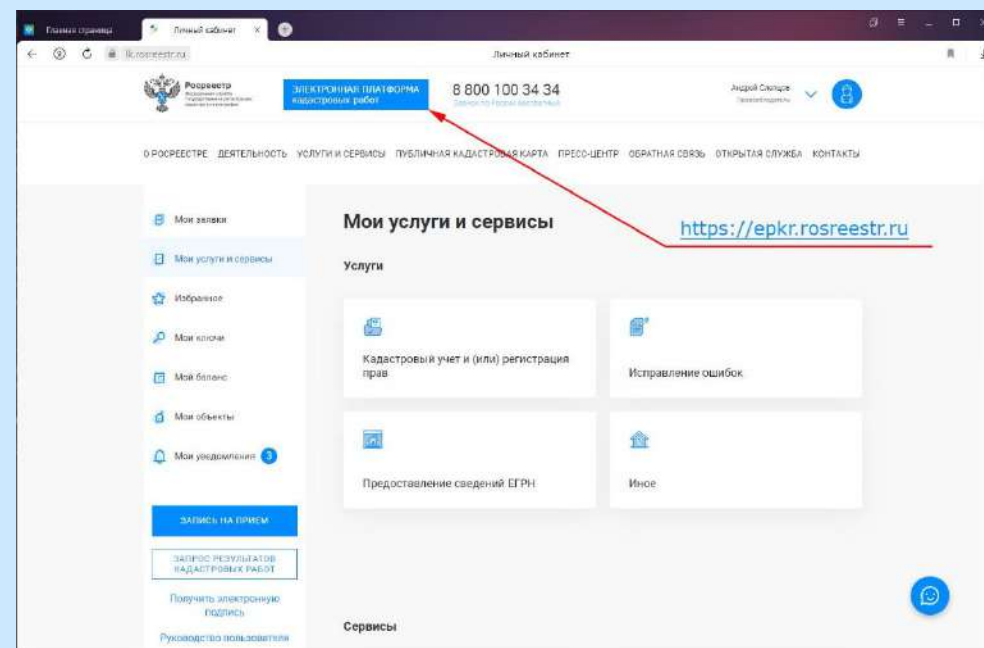 Главная страница
Личный кабинет
lk.rosreestr.ru
Личный кабинет
Росреестр
ЭЛЕКТРОННАЯ ПЛАТФОРМА
кадастровых работ
8 800 100 34 34
О РОСРЕЕСТРЕ ДЕЯТЕЛЬНОСТЬ УСЛУГИ И СЕРВИСЫ ПУБЛИЧНАЯ КАДАСТРОВАЯ КАРТА ПРЕСС-ЦЕНТР ОБРАТНАЯ СВЯЗЬ ОТКРЫТАЯ СЛУЖБА КОНТАКТЫ
Мои заявки
Мои услуги и сервисы
Избранное
Мои ключи
Мой баланс
Мои объекты
Мои уведомления 3
ЗАПИСЬ НА ПРИЕМ
ЗАПРОС РЕЗУЛЬТАТОВ
КАДАСТРОВЫХ РАБОТ
Получить электронную
подпись
Руководство пользователя
Мои услуги и сервисы
https://epkr.rosreestr.ru
Услуги
Кадастровый учет и (или) регистрация
прав
Исправление ошибок
Предоставление сведений ЕГРН
Иное
Сервисы